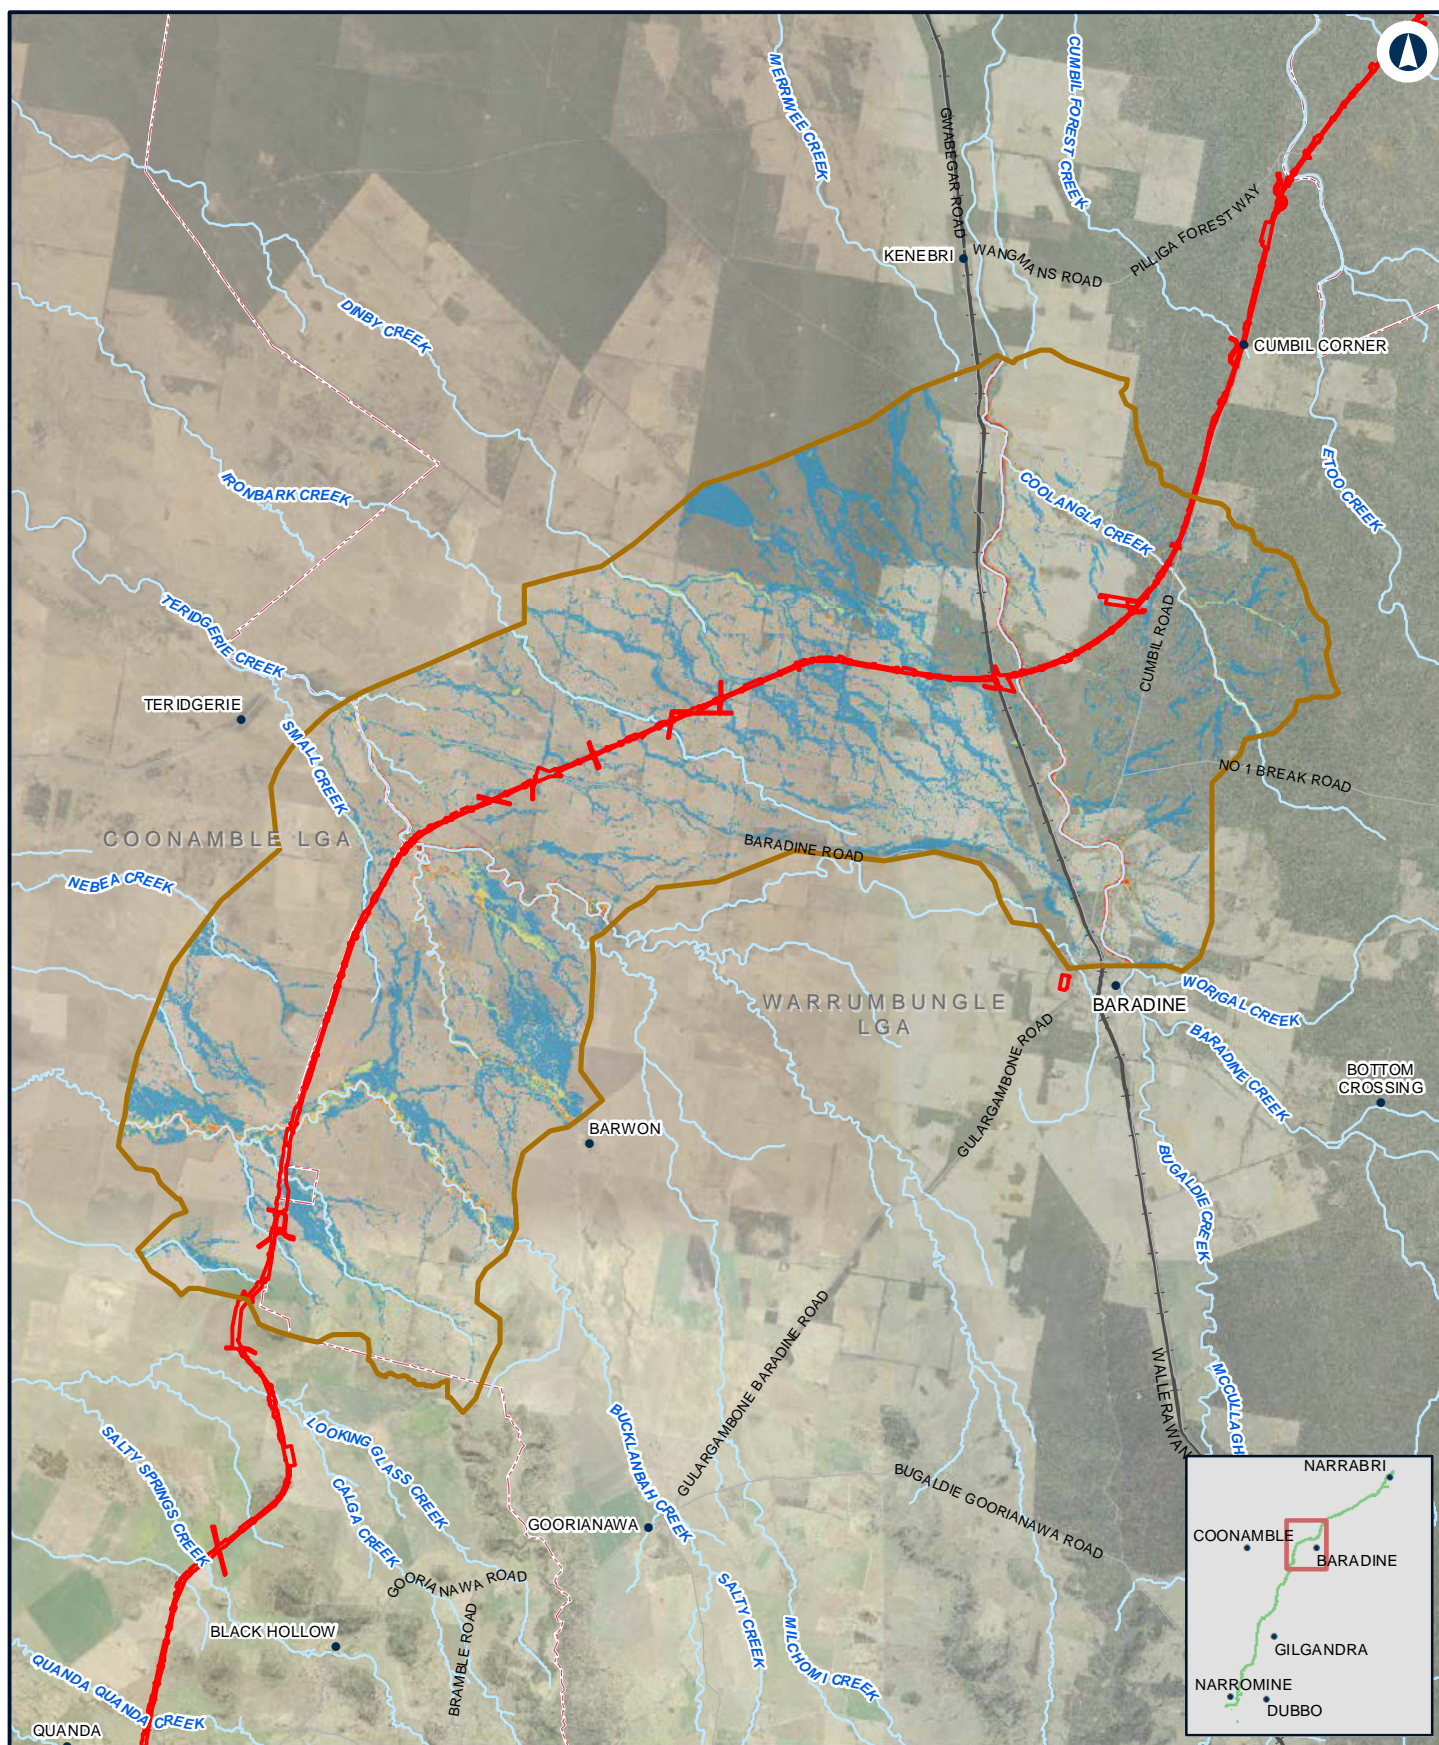 MERRIWEE CREEK
CUMBIL FOREST CREEK
GWABEGAR ROAD
KENEBRI
WANGMANS ROAD
PILLIGA FOREST WAY
CUMBIL CORNER
DINBY CREEK
IRONBARK CREEK
COOLANGLA CREEK
ETOO CREEK
TERIDGERIE CREEK
CUMBIL ROAD
TERIDGERIE
SMALL CREEK
NO 1 BREAK ROAD
COONAMBLE LGA
BARADINE ROAD
NEBEA CREEK
WARRUMBUNGLE
LGA
WORIGAL CREEK
BARADINE
GULARGAMBONE ROAD
BARADINE CREEK
BOTTOM
CROSSING
BARWON
BUGALDIE CREEK
GULARGAMBONE BARADINE ROAD
WALLERAWAN
MCCULLAGH
LOOKING GLASS CREEK
SALTY SPRINGS CREEK
CALGA CREEK
BUCKLANBAH CREEK
BUGALDIE GOORIANAWA ROAD
GOORIANAWA
GOORIANAWA ROAD
SALTY CREEK
MILCHOMI CREEK
BRAMBLE ROAD
BLACK HOLLOW
QUANDA QUANDA CREEK
QUANDA
NARRABRI
COONAMBLE
BARADINE
GILGANDRA
NARROMINE
DUBBO